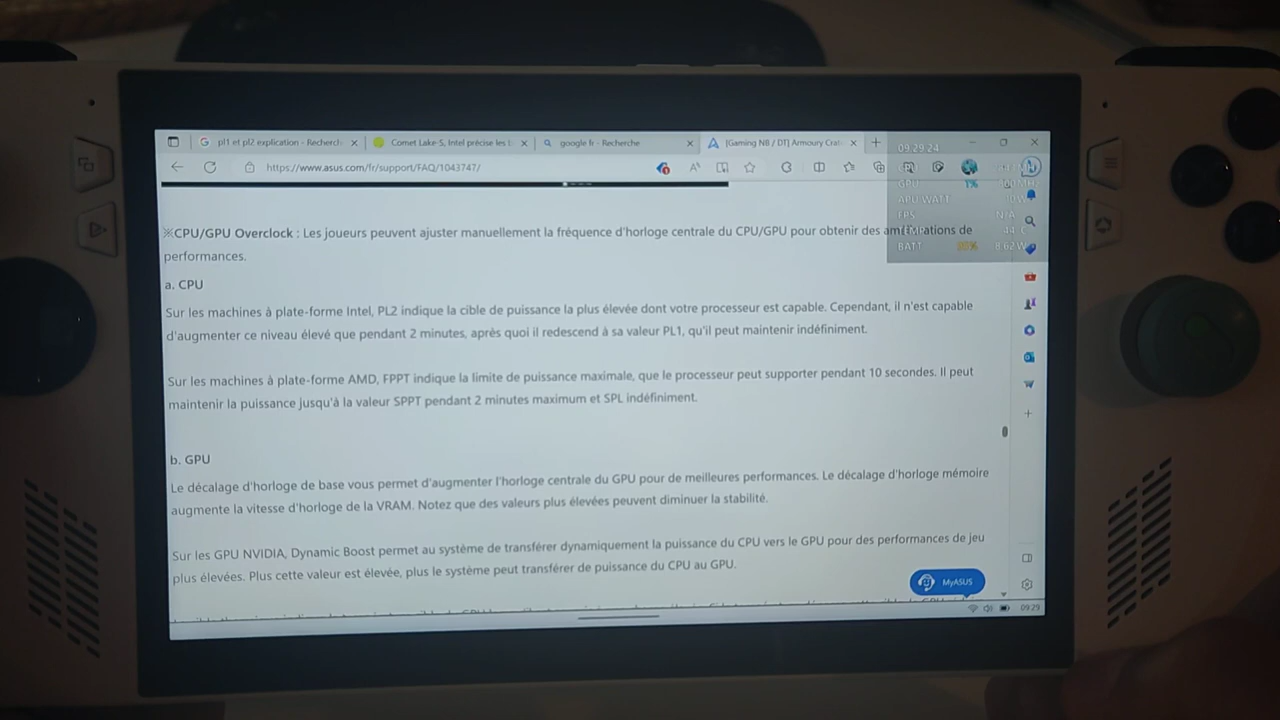 pl1 et pl2 explication - Recherch
Comet Lake-S, Intel précise les
google fr - Recherche
[Gaming NB / DT] Armoury Crat
https://www.asus.com/fr/support/FAQ/1043747/
09:29:24
GPU 1%
APU WATT
FPS N/A
BATT 8.62W
※CPU/GPU Overclock : Les joueurs peuvent ajuster manuellement la fréquence d'horloge centrale du CPU/GPU pour obtenir des améliorations de
performances.
a. CPU
Sur les machines à plate-forme Intel, PL2 indique la cible de puissance la plus élevée dont votre processeur est capable. Cependant, il n'est capable
d'augmenter ce niveau élevé que pendant 2 minutes, après quoi il redescend à sa valeur PL1, qu'il peut maintenir indéfiniment.
Sur les machines à plate-forme AMD, FPPT indique la limite de puissance maximale, que le processeur peut supporter pendant 10 secondes. Il peut
maintenir la puissance jusqu'à la valeur SPPT pendant 2 minutes maximum et SPL indéfiniment.
b. GPU
Le décalage d'horloge de base vous permet d'augmenter l'horloge centrale du GPU pour de meilleures performances. Le décalage d'horloge mémoire
augmente la vitesse d'horloge de la VRAM. Notez que des valeurs plus élevées peuvent diminuer la stabilité.
Sur les GPU NVIDIA, Dynamic Boost permet au système de transférer dynamiquement la puissance du CPU vers le GPU pour des performances de jeu
plus élevées. Plus cette valeur est élevée, plus le système peut transférer de puissance du CPU au GPU.
MyASUS
09:29